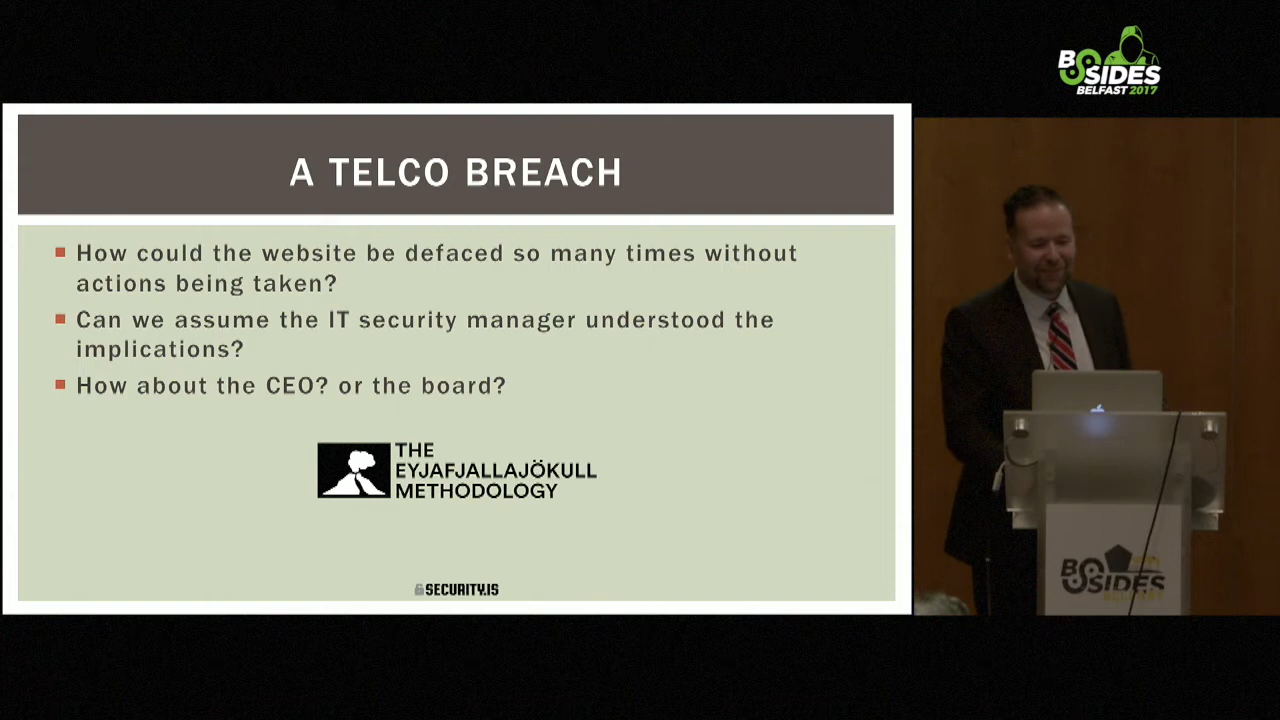 BSIDES
BELFAST 2017
A TELCO BREACH
How could the website be defaced so many times without
actions being taken?
Can we assume the IT security manager understood the
implications?
How about the CEO? or the board?
THE
EYJAFJALLAJÖKULL
METHODOLOGY
SECURITY.IS
BSIDES
BELFAST